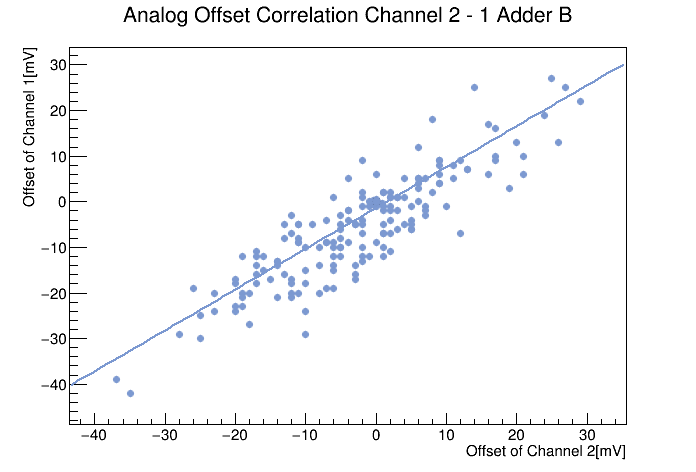 Analog Offset Correlation Channel 2 - 1 Adder B
Offset of Channel 1[mV]
30
20
10
0
−10
−20
−30
−40
−40 −30 −20 −10 0 10 20 30
Offset of Channel 2[mV]